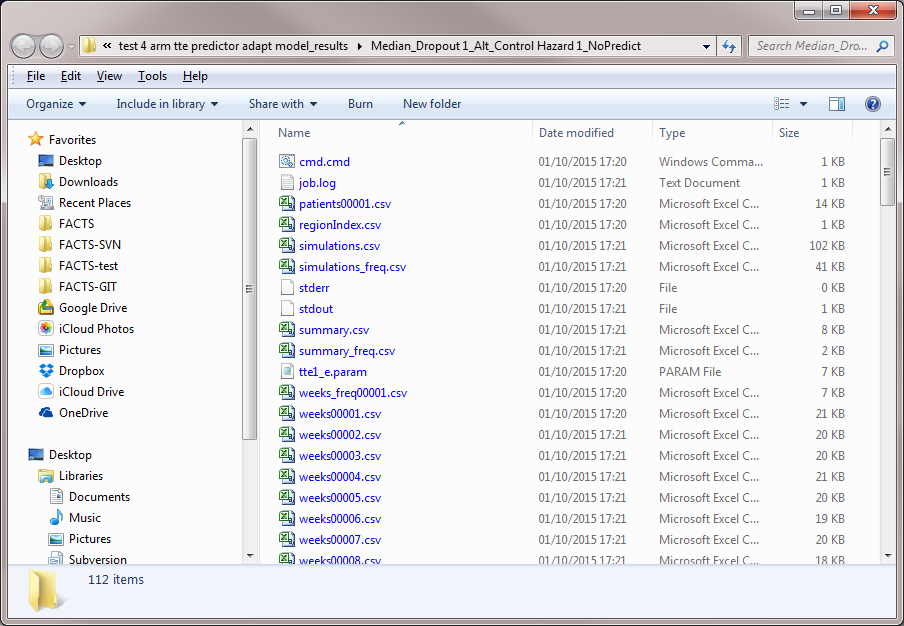 « test 4 arm tte predictor adapt model_results ▸ Median_Dropout 1_Alt_Control Hazard 1_NoPredict
Search Median_Dro...
File Edit View Tools Help
Organize Include in library Share with Burn New folder
Favorites
Desktop
Downloads
Recent Places
FACTS
FACTS-SVN
FACTS-test
FACTS-GIT
Google Drive
iCloud Photos
Pictures
Dropbox
iCloud Drive
OneDrive
Desktop
Libraries
Documents
Music
Pictures
Subversion
Name Date modified Type Size
cmd.cmd 01/10/2015 17:20 Windows Comma... 1 KB
job.log 01/10/2015 17:21 Text Document 1 KB
patients00001.csv 01/10/2015 17:20 Microsoft Excel C... 14 KB
regionIndex.csv 01/10/2015 17:20 Microsoft Excel C... 1 KB
simulations.csv 01/10/2015 17:21 Microsoft Excel C... 102 KB
simulations_freq.csv 01/10/2015 17:21 Microsoft Excel C... 41 KB
stderr 01/10/2015 17:20 File 0 KB
stdout 01/10/2015 17:21 File 1 KB
summary.csv 01/10/2015 17:21 Microsoft Excel C... 8 KB
summary_freq.csv 01/10/2015 17:21 Microsoft Excel C... 2 KB
tte1_e.param 01/10/2015 17:20 PARAM File 7 KB
weeks_freq00001.csv 01/10/2015 17:20 Microsoft Excel C... 7 KB
weeks00001.csv 01/10/2015 17:20 Microsoft Excel C... 21 KB
weeks00002.csv 01/10/2015 17:21 Microsoft Excel C... 20 KB
weeks00003.csv 01/10/2015 17:21 Microsoft Excel C... 20 KB
weeks00004.csv 01/10/2015 17:21 Microsoft Excel C... 21 KB
weeks00005.csv 01/10/2015 17:21 Microsoft Excel C... 20 KB
weeks00006.csv 01/10/2015 17:21 Microsoft Excel C... 19 KB
weeks00007.csv 01/10/2015 17:21 Microsoft Excel C... 20 KB
weeks00008.csv 01/10/2015 17:21 Microsoft Excel C... 18 KB
112 items